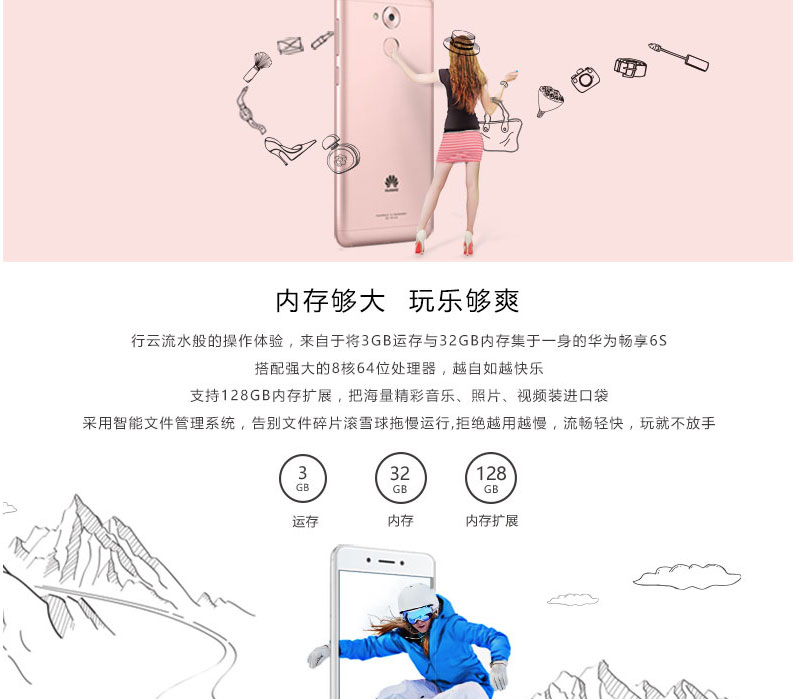 HUAWEI
内存够大 玩乐够爽
行云流水般的操作体验，来自于将3GB运存与32GB内存集于一身的华为畅享6S
搭配强大的8核64位处理器，越自如越快乐
支持128GB内存扩展，把海量精彩音乐、照片、视频装进口袋
采用智能文件管理系统，告别文件碎片滚雪球拖慢运行,拒绝越用越慢，流畅轻快，玩就不放手
3 32 128
GB GB GB
运存 内存 内存扩展